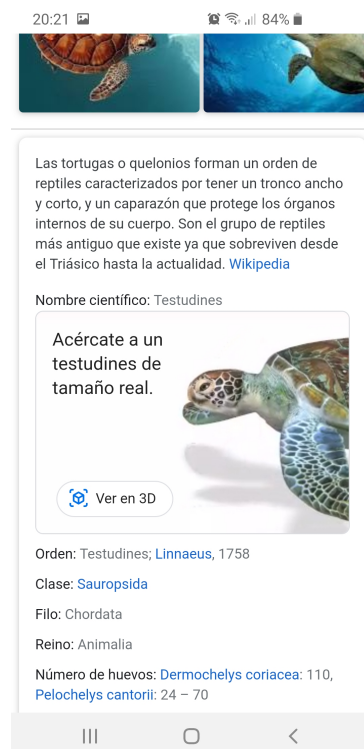 20:21 84%
Las tortugas o quelonios forman un orden de
reptiles caracterizados por tener un tronco ancho
y corto, y un caparazón que protege los órganos
internos de su cuerpo. Son el grupo de reptiles
más antiguo que existe ya que sobreviven desde
el Triásico hasta la actualidad. Wikipedia
Nombre científico: Testudines
Acércate a un
testudines de
tamaño real.
Ver en 3D
Orden: Testudines; Linnaeus, 1758
Clase: Sauropsida
Filo: Chordata
Reino: Animalia
Número de huevos: Dermochelys coriacea: 110,
Pelochelys cantorii: 24 – 70